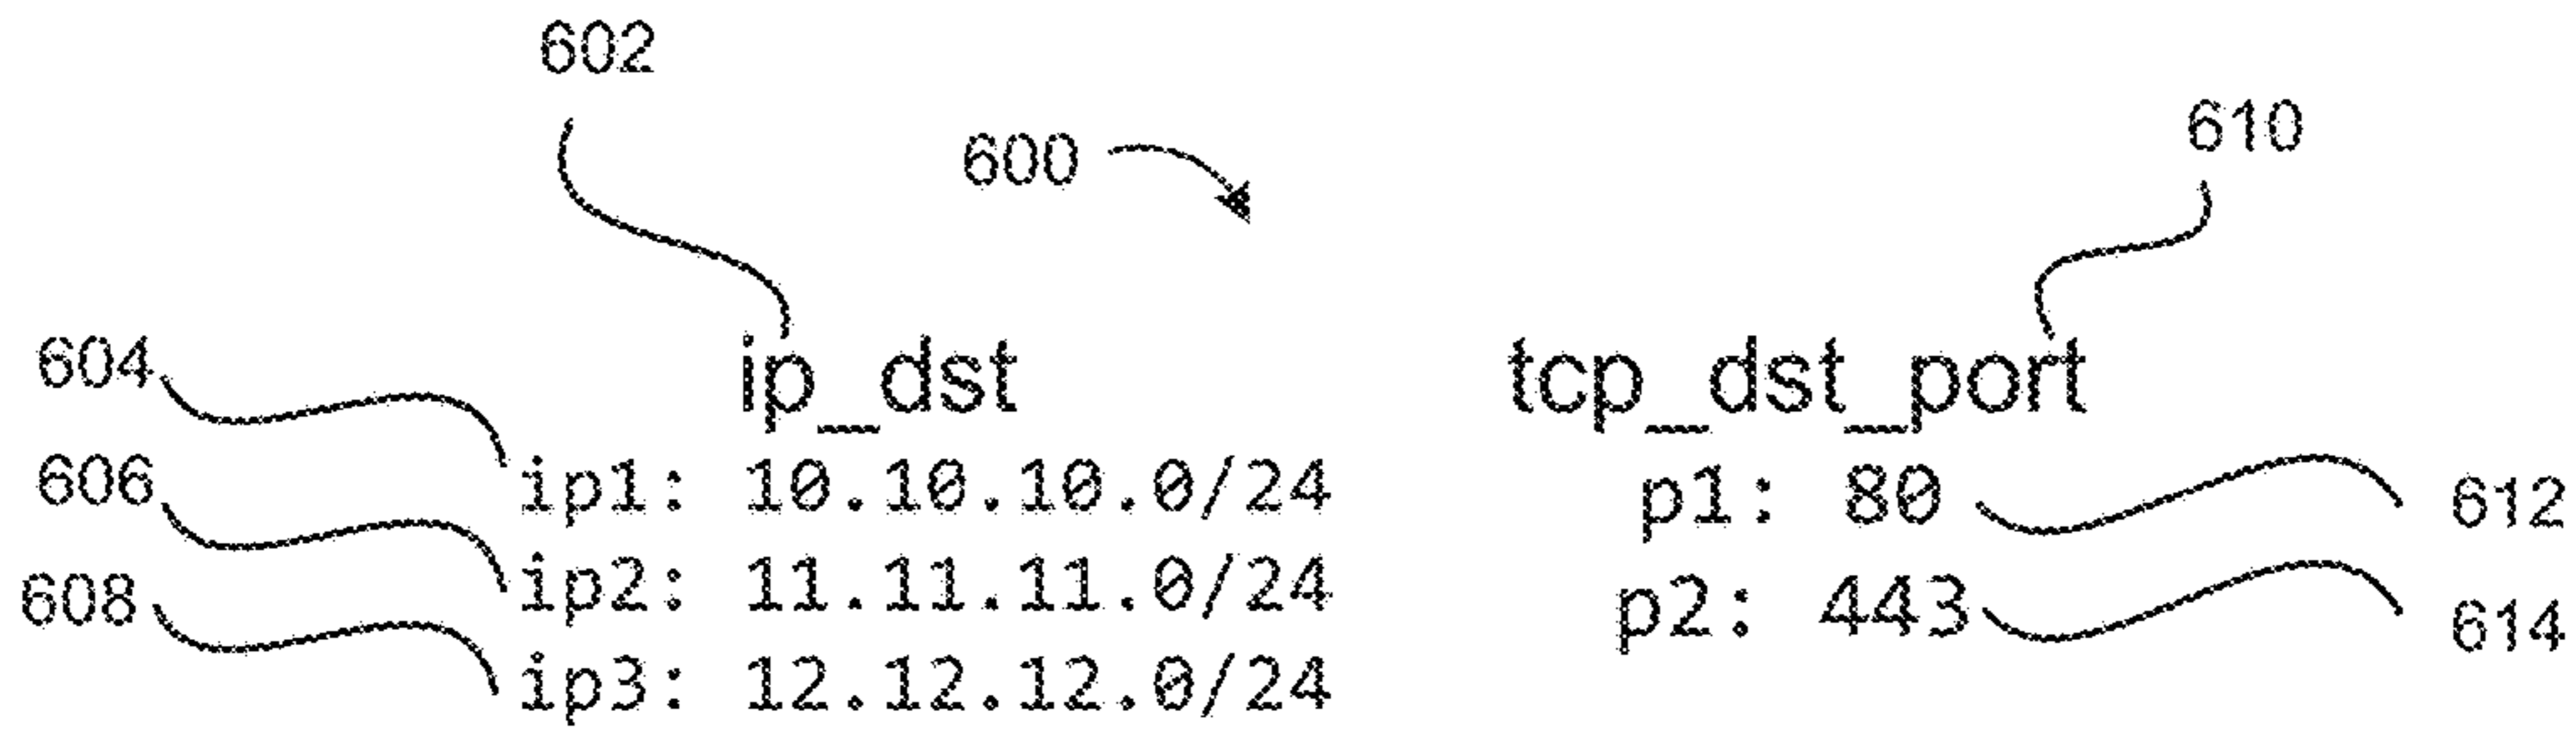 602
600
610
604
ip_dst
tcp_dst_port
606
ip1: 10.10.10.0/24
p1: 80
612
608
ip2: 11.11.11.0/24
p2: 443
614
ip3: 12.12.12.0/24